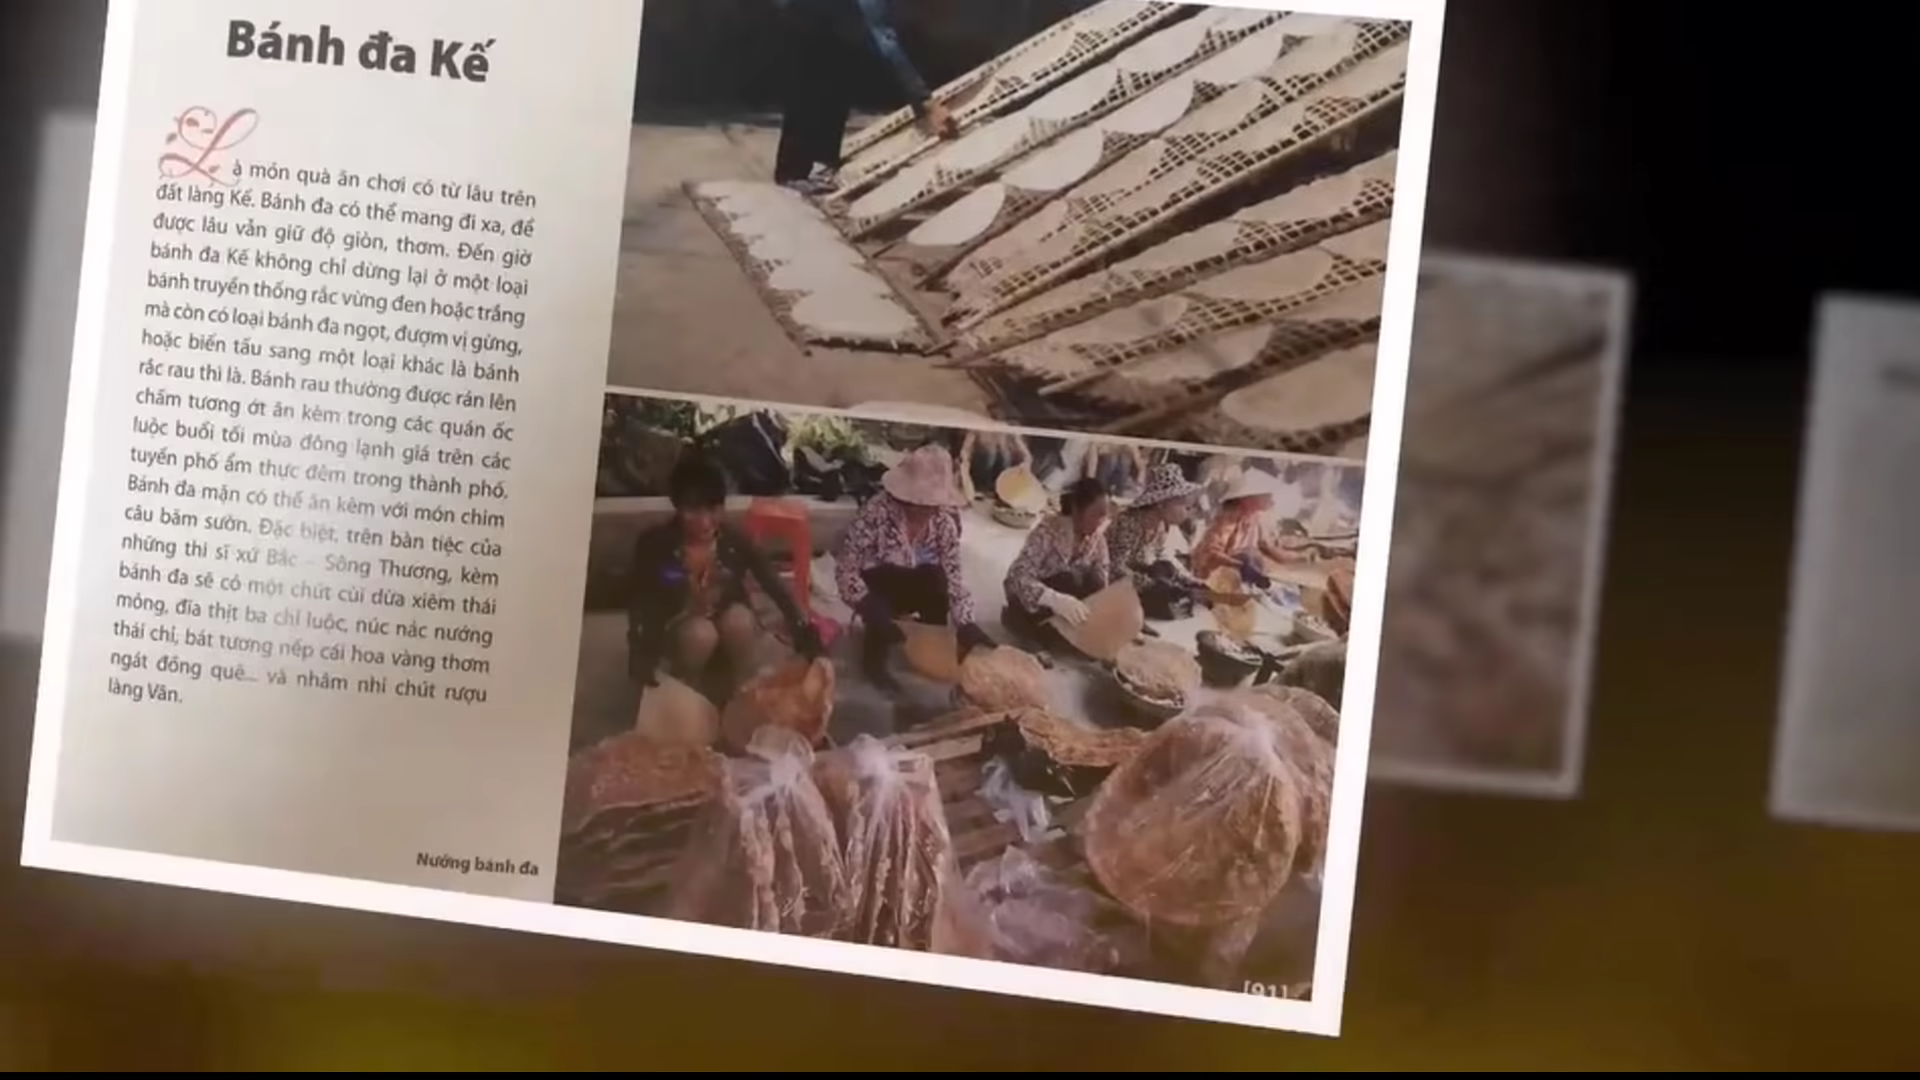 Bánh đa Kế
Là món quà ăn chơi có từ lâu trên
đất làng Kế. Bánh đa có thể mang đi xa, để
được lâu vẫn giữ độ giòn, thơm. Đến giờ
bánh đa Kế không chỉ dừng lại ở một loại
bánh truyền thống rắc vừng đen hoặc trắng
mà còn có loại bánh đa ngọt, đượm vị gừng,
hoặc biến tấu sang một loại khác là bánh
rắc rau thì là. Bánh rau thường được rán lên
chấm tương ớt ăn kèm trong các quán ốc
luộc buổi tối mùa đông lạnh giá trên các
tuyến phố ẩm thực đêm trong thành phố.
Bánh đa mặn có thể ăn kèm với món chim
câu băm sườn. Đặc biệt, trên bàn tiệc của
những thi sĩ xứ Bắc - Sông Thương, kèm
bánh đa sẽ có một chút cùi dừa xiêm thái
mỏng, đĩa thịt ba chỉ luộc, núc nác nướng
thái chỉ, bát tương nếp cái hoa vàng thơm
ngát đồng quê... và nhâm nhi chút rượu
làng Vân.
Nướng bánh đa
[91]